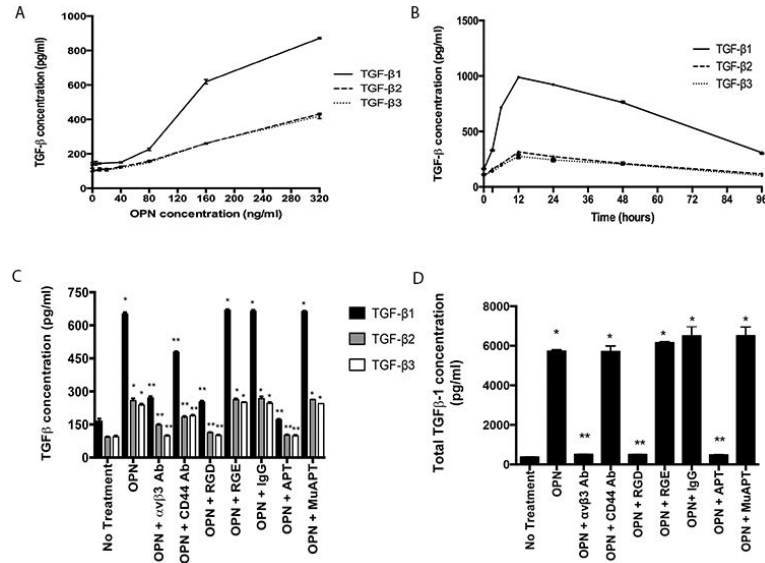 A
TGF-β concentration (pg/ml)
1000
800
600
400
200
0
0 40 80 120 160 200 240 280 320
OPN concentration (ng/ml)
TGF-β1
TGF-β2
TGF-β3
B
TGF-β concentration (pg/ml)
1500
1000
500
0
0 12 24 36 48 60 72 84 96
Time (hours)
TGF-β1
TGF-β2
TGF-β3
C
TGFβ concentration (pg/ml)
750
600
450
300
150
0
* * * ** ** ** ** ** ** ** ** ** * * * * * * ** ** ** * * *
TGF-β1
TGF-β2
TGF-β3
No Treatment
OPN
OPN + αvβ3 Ab
OPN + CD44 Ab
OPN + RGD
OPN + RGE
OPN + IgG
OPN + APT
OPN + MuAPT
D
Total TGFβ-1 concentration
(pg/ml)
8000
6000
4000
2000
0
* ** * ** * * ** *
No Treatment
OPN
OPN + αvβ3 Ab
OPN + CD44 Ab
OPN + RGD
OPN + RGE
OPN + IgG
OPN + APT
OPN + MuAPT